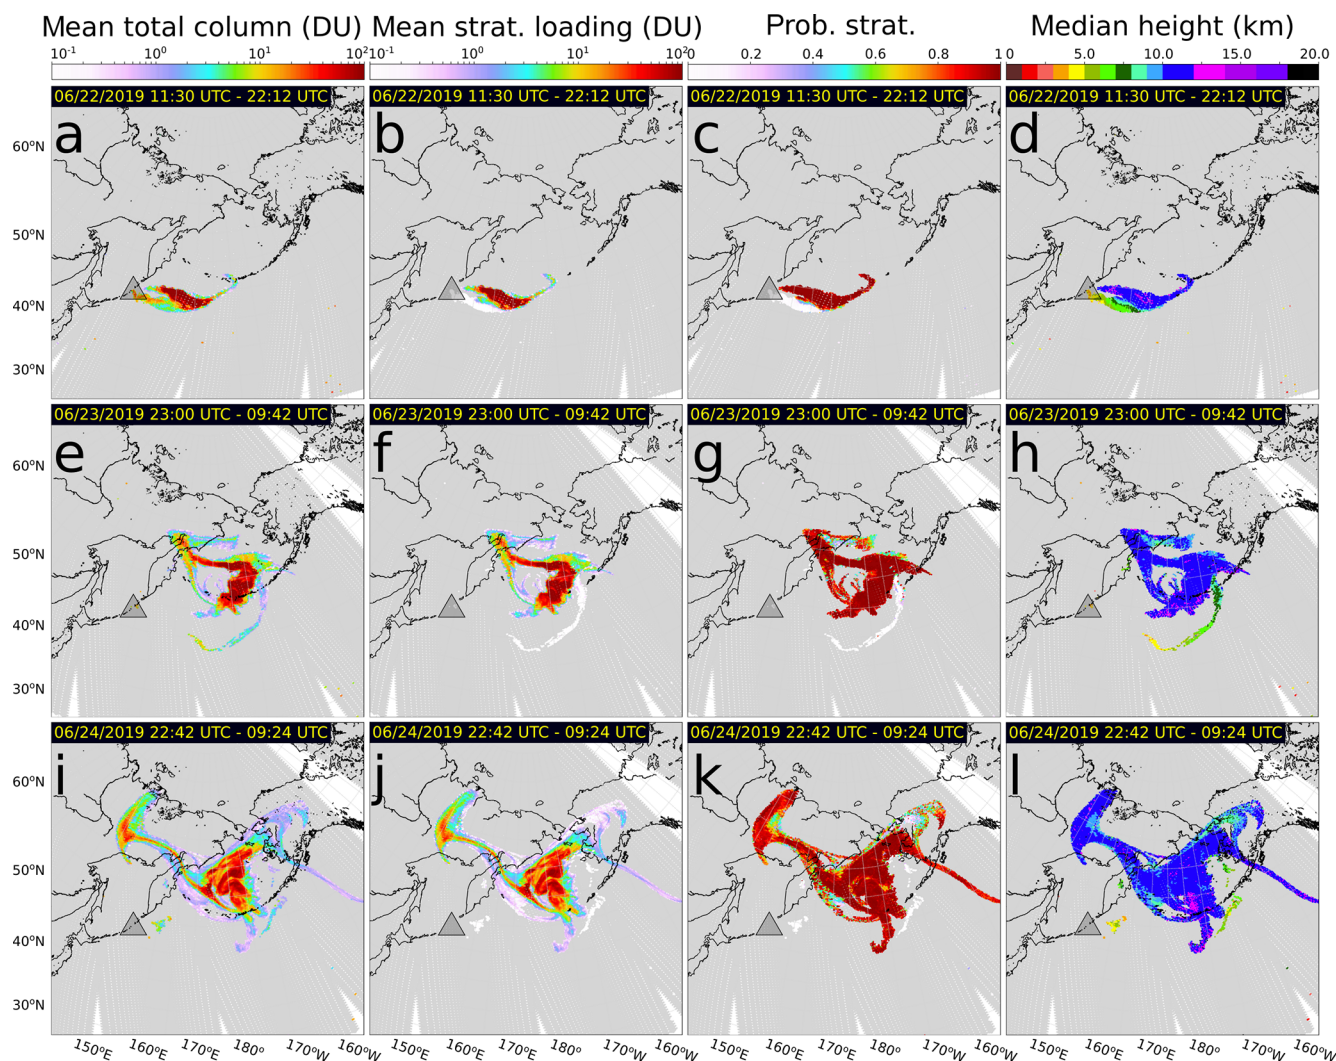 Mean total column (DU) Mean strat. loading (DU) Prob. strat. Median height (km)
10⁻¹ 10⁰ 10¹ 10² 10⁻¹ 10⁰ 10¹ 10² 0 0.2 0.4 0.6 0.8 1 0 5.0 10.0 15.0 20.0
06/22/2019 11:30 UTC - 22:12 UTC 06/22/2019 11:30 UTC - 22:12 UTC 06/22/2019 11:30 UTC - 22:12 UTC 06/22/2019 11:30 UTC - 22:12 UTC
a b c d
60°N
50°N
40°N
30°N
06/23/2019 23:00 UTC - 09:42 UTC 06/23/2019 23:00 UTC - 09:42 UTC 06/23/2019 23:00 UTC - 09:42 UTC 06/23/2019 23:00 UTC - 09:42 UTC
e f g h
60°N
50°N
40°N
30°N
06/24/2019 22:42 UTC - 09:24 UTC 06/24/2019 22:42 UTC - 09:24 UTC 06/24/2019 22:42 UTC - 09:24 UTC 06/24/2019 22:42 UTC - 09:24 UTC
i j k l
60°N
50°N
40°N
30°N
150°E 160°E 170°E 180° 170°W 160°W 150°E 160°E 170°E 180° 170°W 160°W 150°E 160°E 170°E 180° 170°W 160°W 150°E 160°E 170°E 180° 170°W 160°W